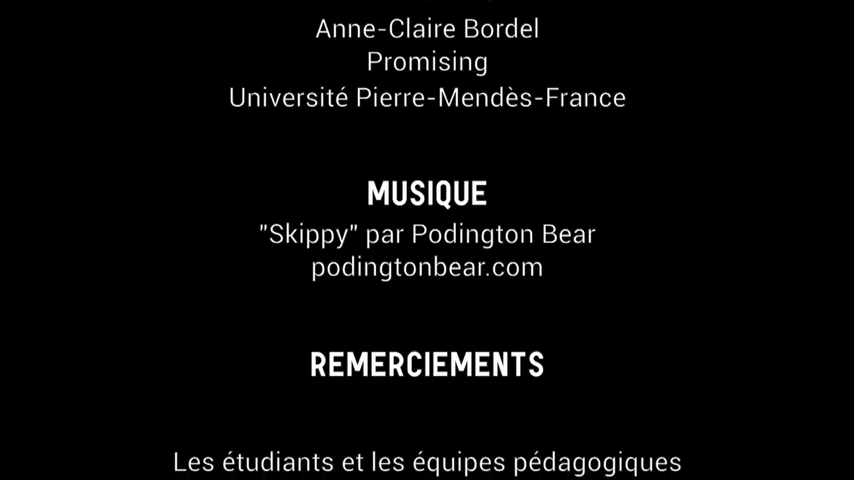 Anne-Claire Bordel
Promising
Université Pierre-Mendès-France
MUSIQUE
"Skippy" par Podington Bear
podingtonbear.com
REMERCIEMENTS
Les étudiants et les équipes pédagogiques